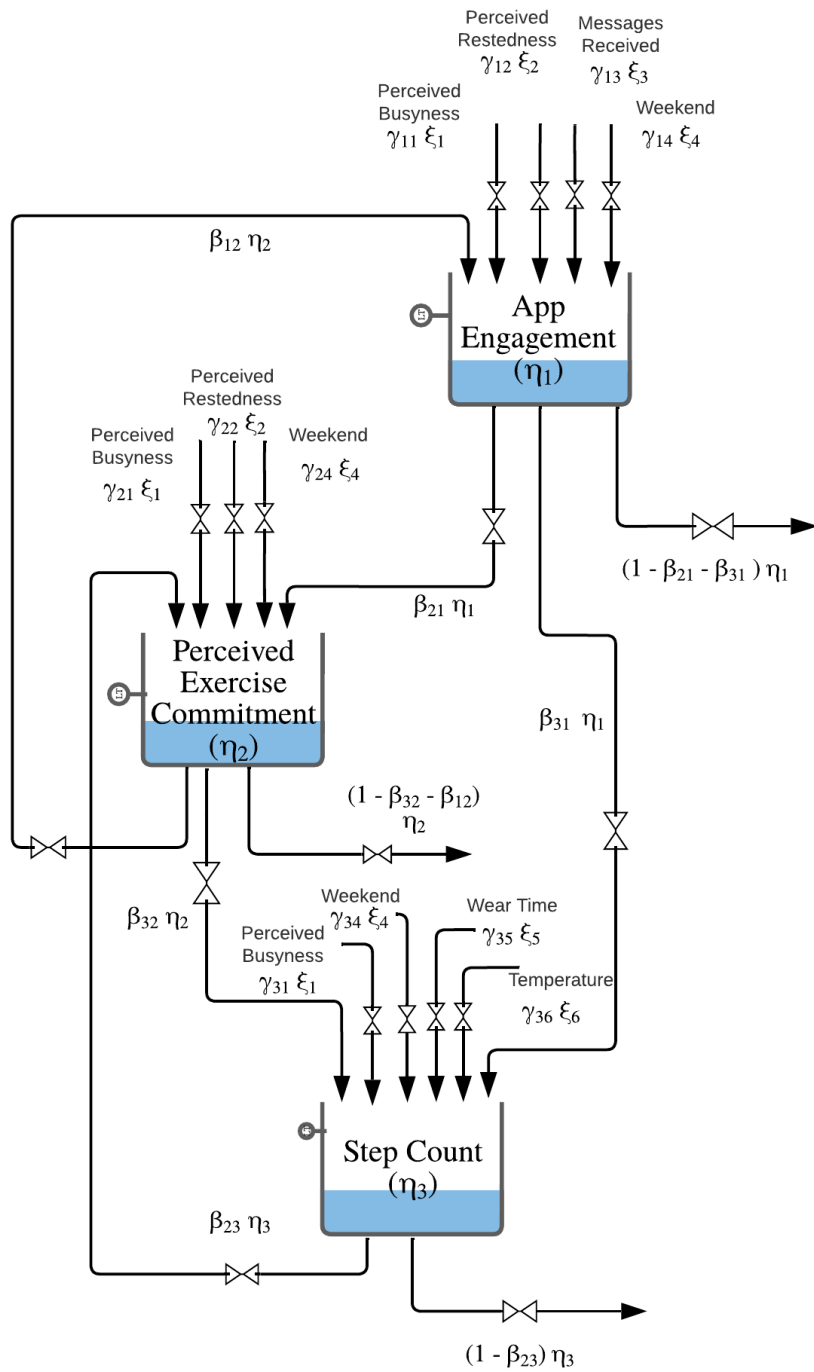 Perceived
Restedness
γ₁₂ ξ₂
Messages
Received
γ₁₃ ξ₃
Perceived
Busyness
γ₁₁ ξ₁
Weekend
γ₁₄ ξ₄
β₁₂ η₂
LT
App
Engagement
(η₁)
Perceived
Restedness
γ₂₂ ξ₂
Perceived
Busyness
γ₂₁ ξ₁
Weekend
γ₂₄ ξ₄
(1 - β₂₁ - β₃₁ ) η₁
β₂₁ η₁
LT
Perceived
Exercise
Commitment
(η₂)
β₃₁ η₁
(1 - β₃₂ - β₁₂)
η₂
β₃₂ η₂
Weekend
γ₃₄ ξ₄
Wear Time
γ₃₅ ξ₅
Perceived
Busyness
γ₃₁ ξ₁
Temperature
γ₃₆ ξ₆
LT
Step Count
(η₃)
β₂₃ η₃
(1 - β₂₃) η₃